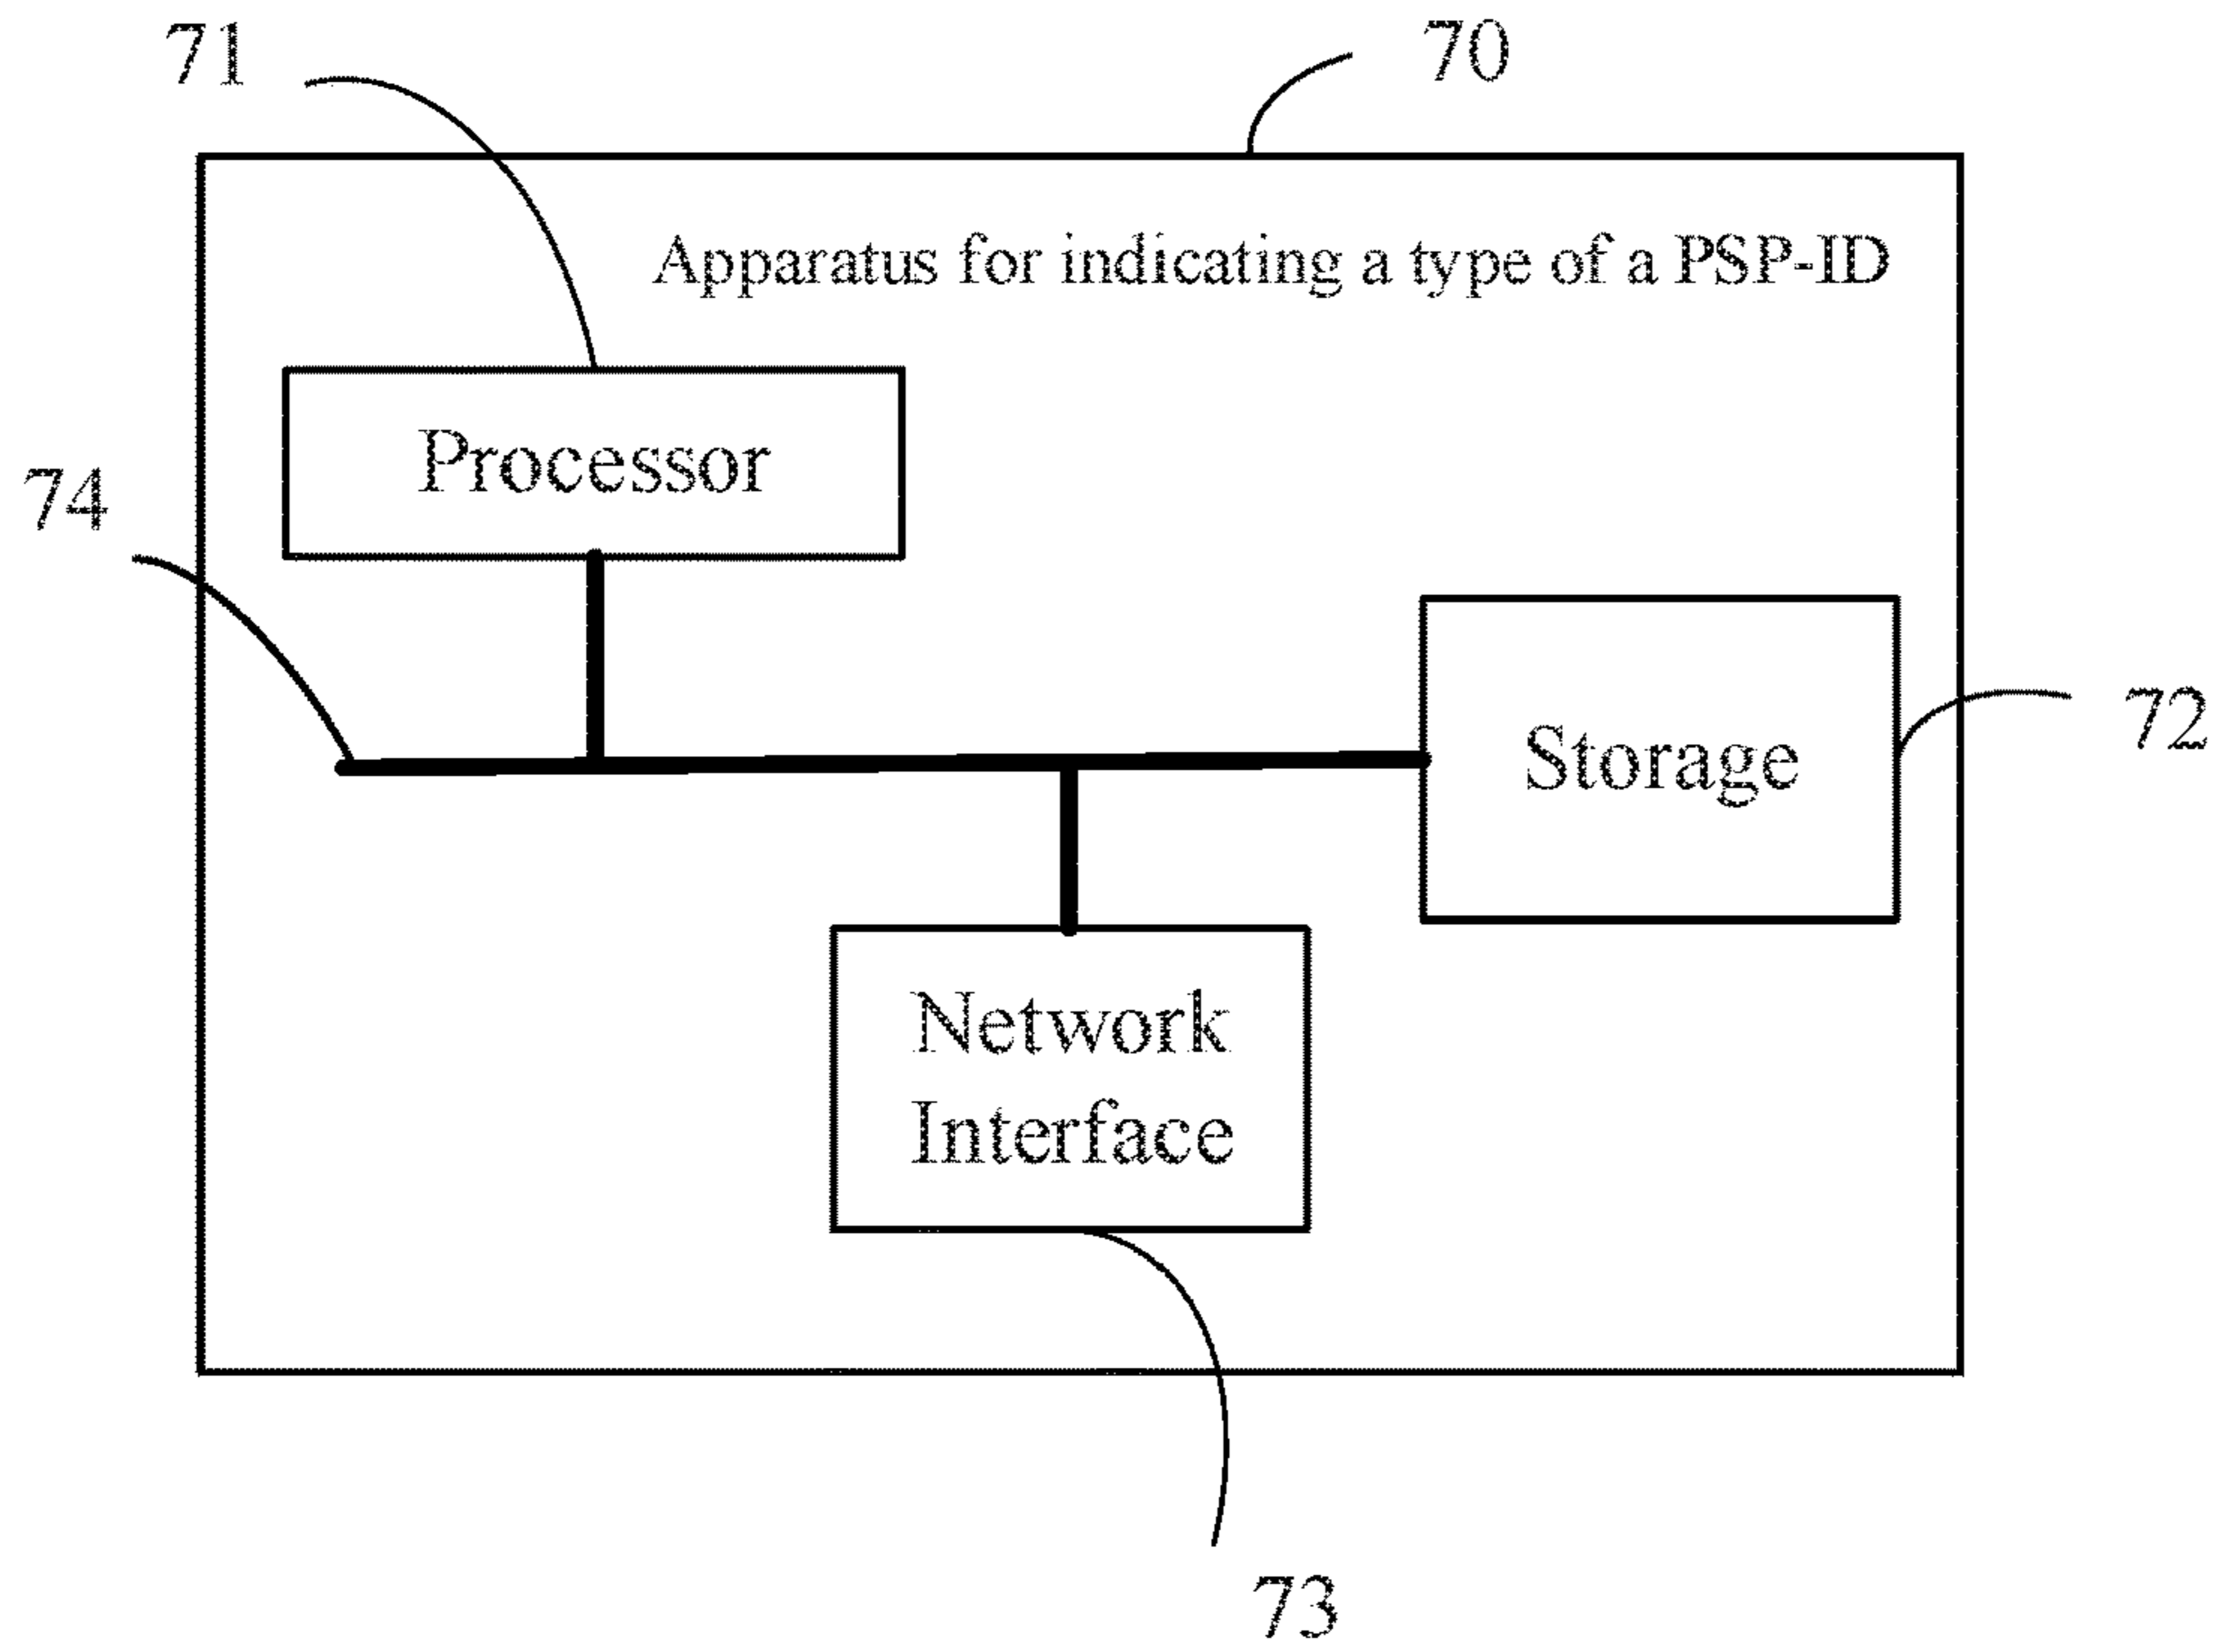 71
70
Apparatus for indicating a type of a PSP-ID
Processor
74
72
Storage
Network
Interface
73